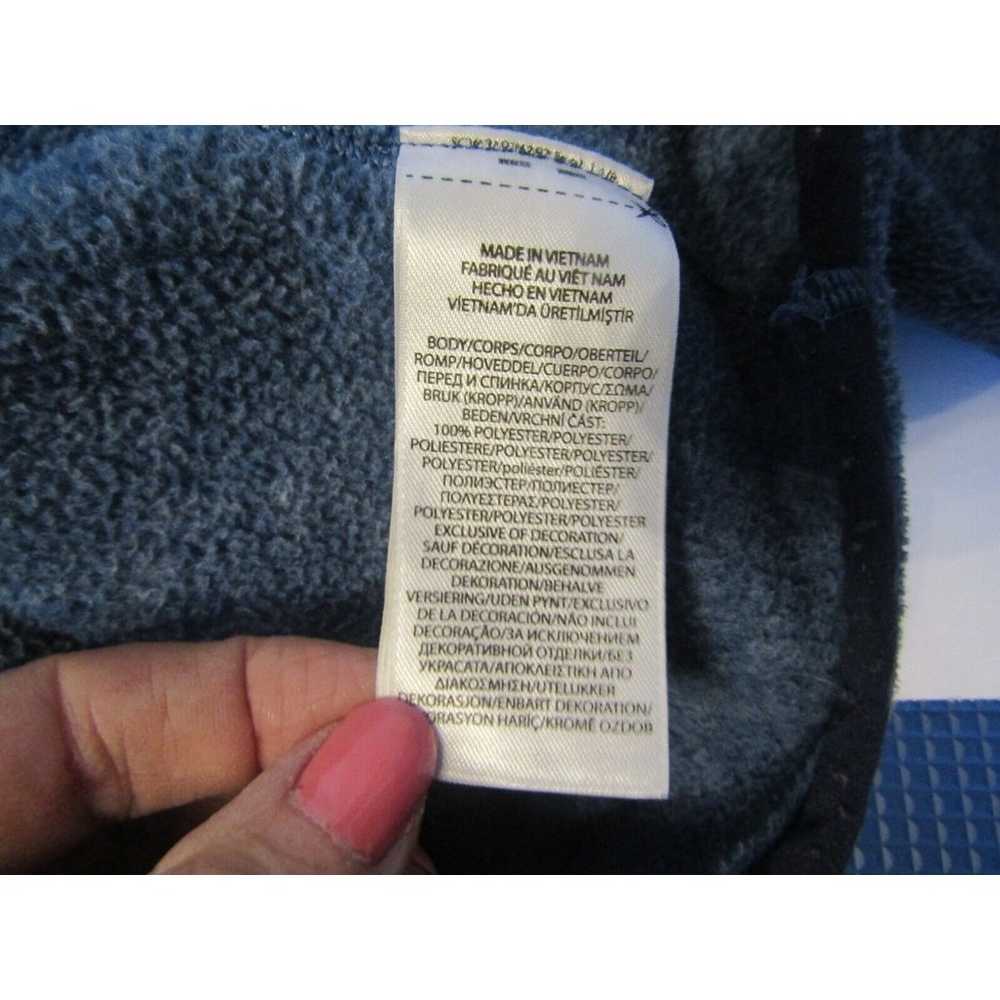 MADE IN VIETNAM
FABRIQUÉ AU VIÊT NAM
HECHO EN VIETNAM
VİETNAM'DA ÜRETİLMİŞTİR
BODY/CORPS/CORPO/OBERTEIL/
ROMP/HOVEDDEL/CUERPO/CORPO/
ПЕРЕД И СПИНКА/КОРПУС/ΣΩΜΑ/
BRUK (KROPP)/ANVÄND (KROPP)/
BEDEN/VRCHNÍ ČÁST:
100% POLYESTER/POLYESTER/
POLIESTERE/POLYESTER/POLYESTER/
POLYESTER/poliéster/POLIÉSTER/
ПОЛИЭСТЕР/ПОЛИЕСТЕР/
ΠΟΛΥΕΣΤΕΡΑΣ/POLYESTER/
POLYESTER/POLYESTER/POLYESTER
EXCLUSIVE OF DECORATION/
SAUF DÉCORATION/ESCLUSA LA
DECORAZIONE/AUSGENOMMEN
DEKORATION/BEHALVE
VERSIERING/UDEN PYNT/EXCLUSIVO
DE LA DECORACIÓN/NÃO INCLUI
DECORAÇÃO/ЗА ИСКЛЮЧЕНИЕМ
ДЕКОРАТИВНОЙ ОТДЕЛКИ/БЕЗ
УКРАСАТА/ΑΠΟΚΛΕΙΣΤΙΚΗ ΑΠΟ
ΔΙΑΚΟΣΜΗΣΗ/UTELUKKER
DEKORASJON/ENBART DEKORATION/
ORASYON HARİÇ/KROMĚ OZDOB